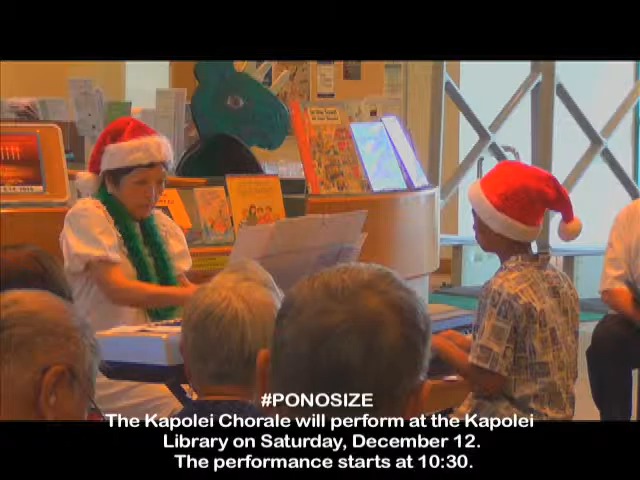 #PONOSIZE
The Kapolei Chorale will perform at the Kapolei
Library on Saturday, December 12.
The performance starts at 10:30.